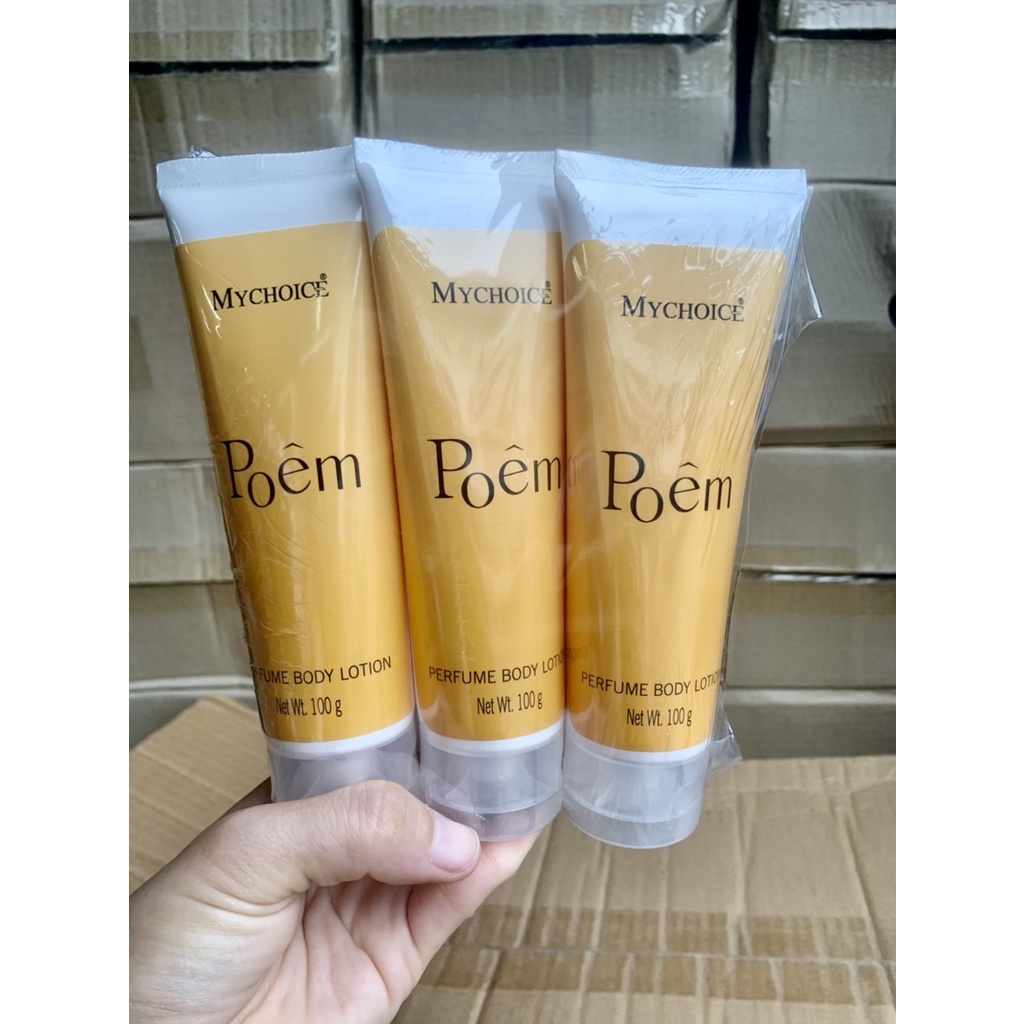 MYCHOICE®
Poêm
PERFUME BODY LOTION
Net Wt. 100 g
MYCHOICE®
Poêm
PERFUME BODY LOTION
Net Wt. 100 g
MYCHOICE®
Poêm
PERFUME BODY LOTION
Net Wt. 100 g